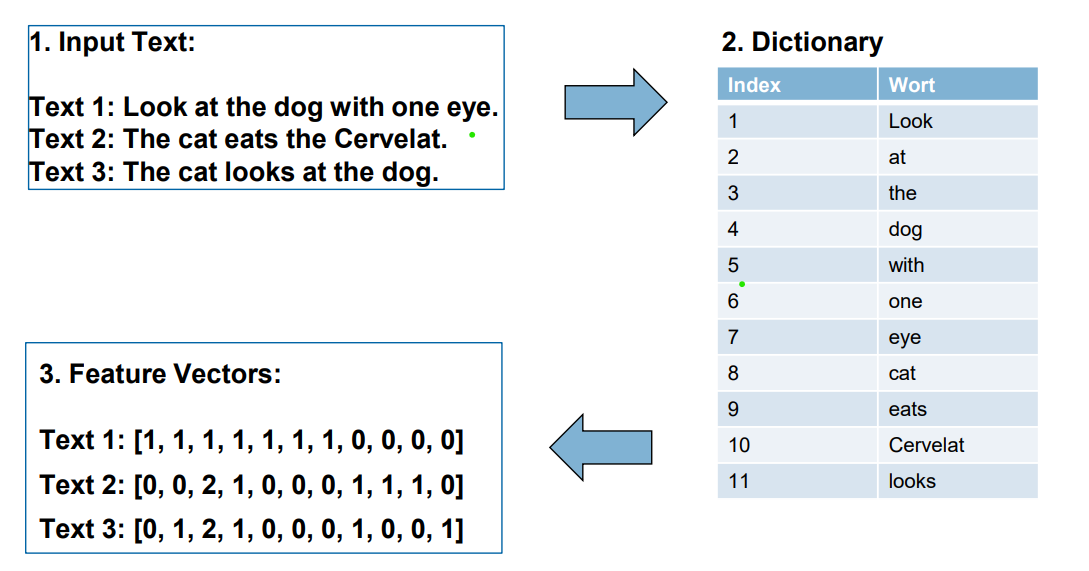 1. Input Text:
Text 1: Look at the dog with one eye.
Text 2: The cat eats the Cervelat.
Text 3: The cat looks at the dog.
2. Dictionary
Index Wort
1 Look
2 at
3 the
4 dog
5 with
6 one
7 eye
8 cat
9 eats
10 Cervelat
11 looks
3. Feature Vectors:
Text 1: [1, 1, 1, 1, 1, 1, 1, 0, 0, 0, 0]
Text 2: [0, 0, 2, 1, 0, 0, 0, 1, 1, 1, 0]
Text 3: [0, 1, 2, 1, 0, 0, 0, 1, 0, 0, 1]